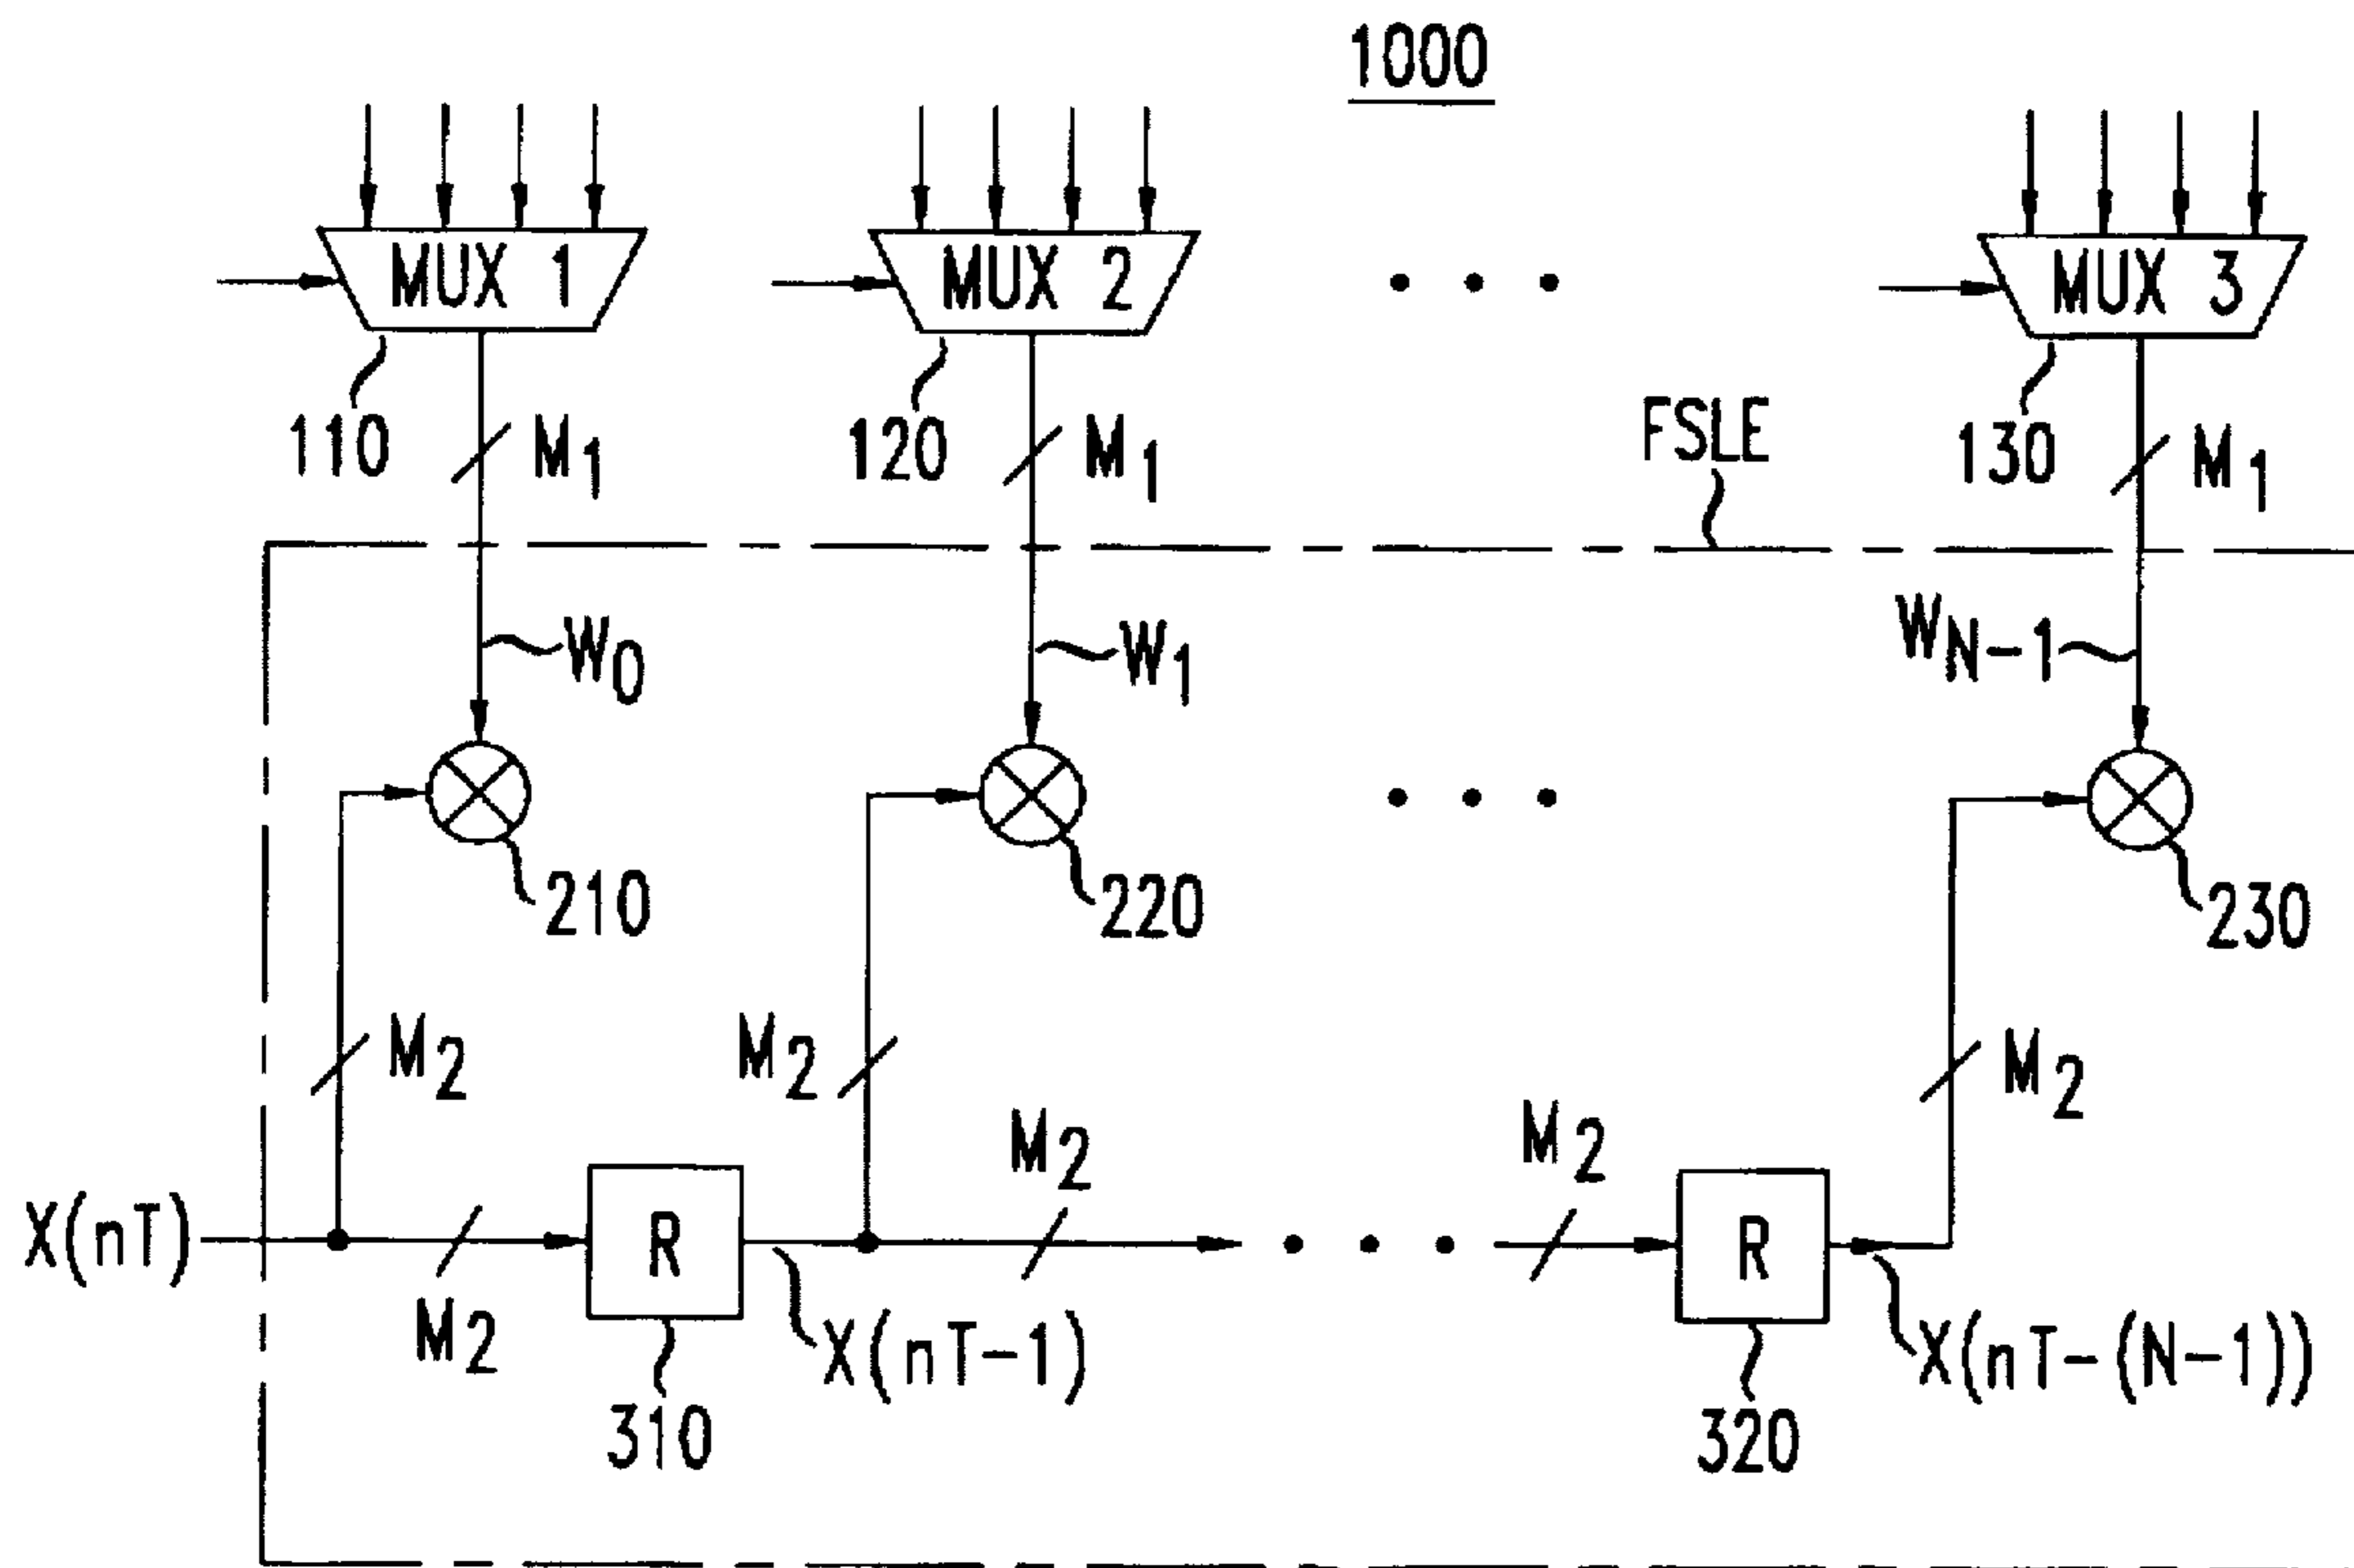 1000
MUX 1
MUX 2
MUX 3
110
M1
120
M1
FSLE
130
M1
W0
W1
WN-1
210
220
230
M2
M2
M2
M2
M2
X(nT)
R
R
M2
X(nT-1)
X(nT-(N-1))
310
320